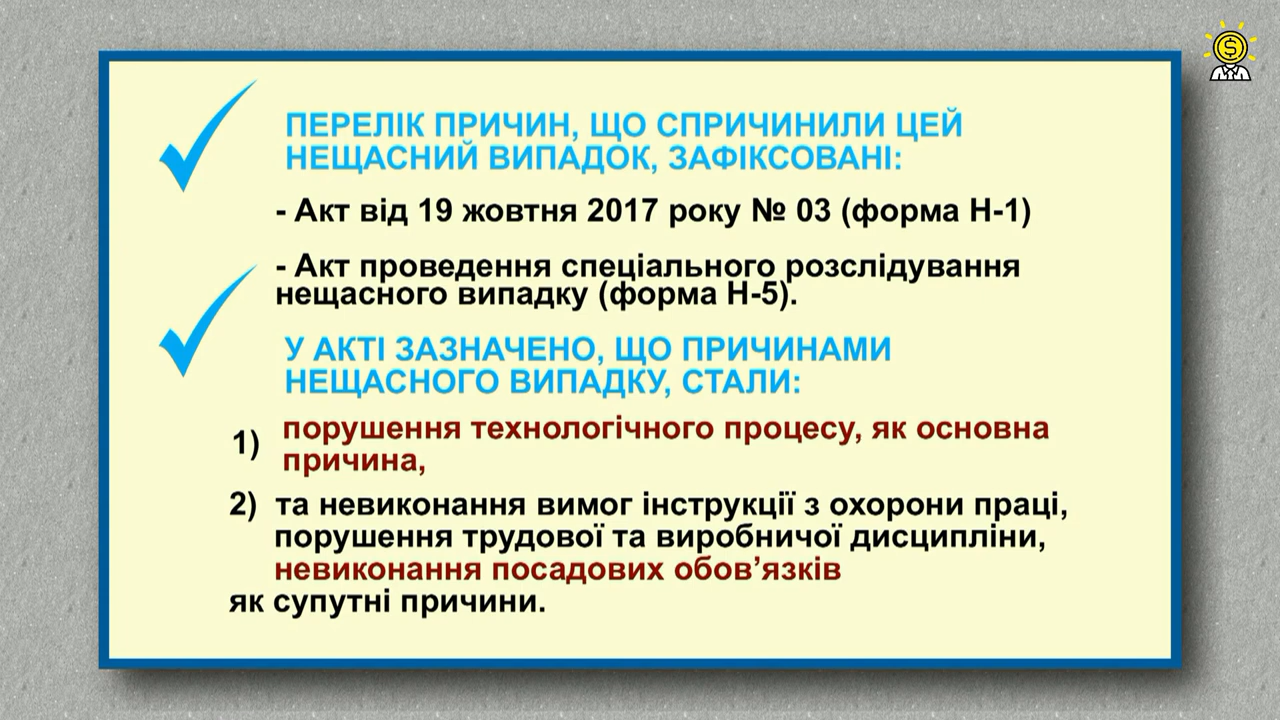 ПЕРЕЛІК ПРИЧИН, ЩО СПРИЧИНИЛИ ЦЕЙ
НЕЩАСНИЙ ВИПАДОК, ЗАФІКСОВАНІ:
- Акт від 19 жовтня 2017 року № 03 (форма Н-1)
- Акт проведення спеціального розслідування
нещасного випадку (форма Н-5).
У АКТІ ЗАЗНАЧЕНО, ЩО ПРИЧИНАМИ
НЕЩАСНОГО ВИПАДКУ, СТАЛИ:
1) порушення технологічного процесу, як основна
причина,
2) та невиконання вимог інструкції з охорони праці,
порушення трудової та виробничої дисципліни,
невиконання посадових обов’язків
як супутні причини.